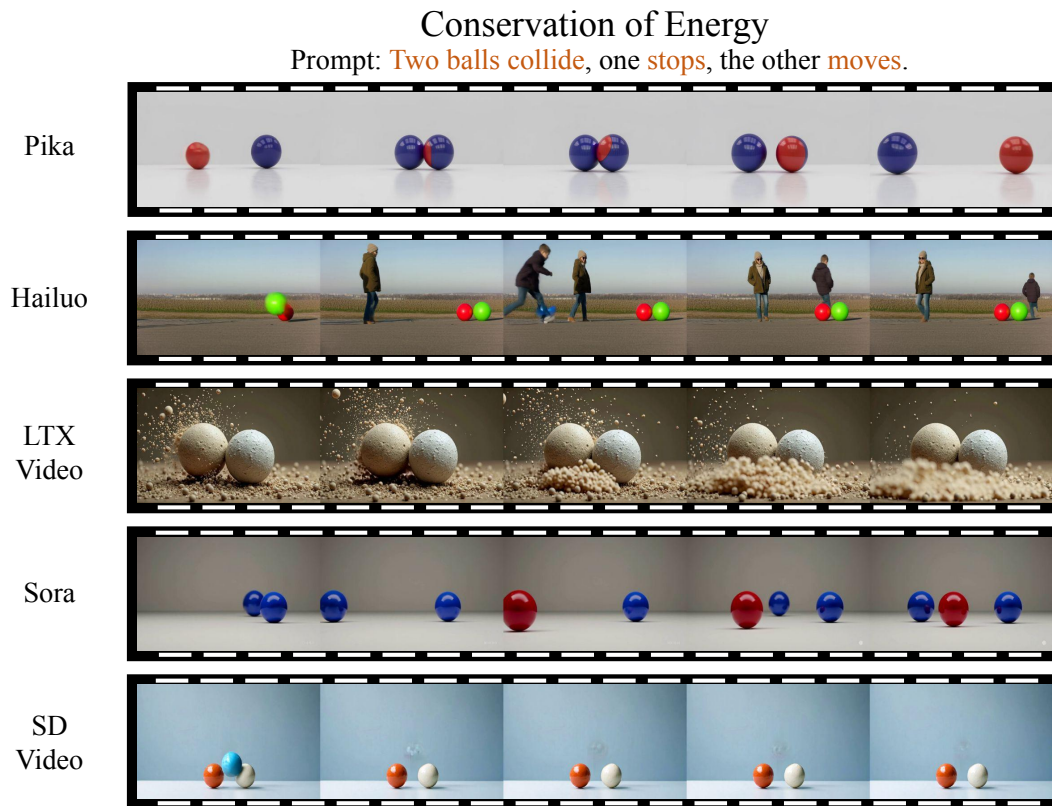 Conservation of Energy
Prompt: Two balls collide, one stops, the other moves.
Pika
Hailuo
LTX
Video
Sora
SD
Video